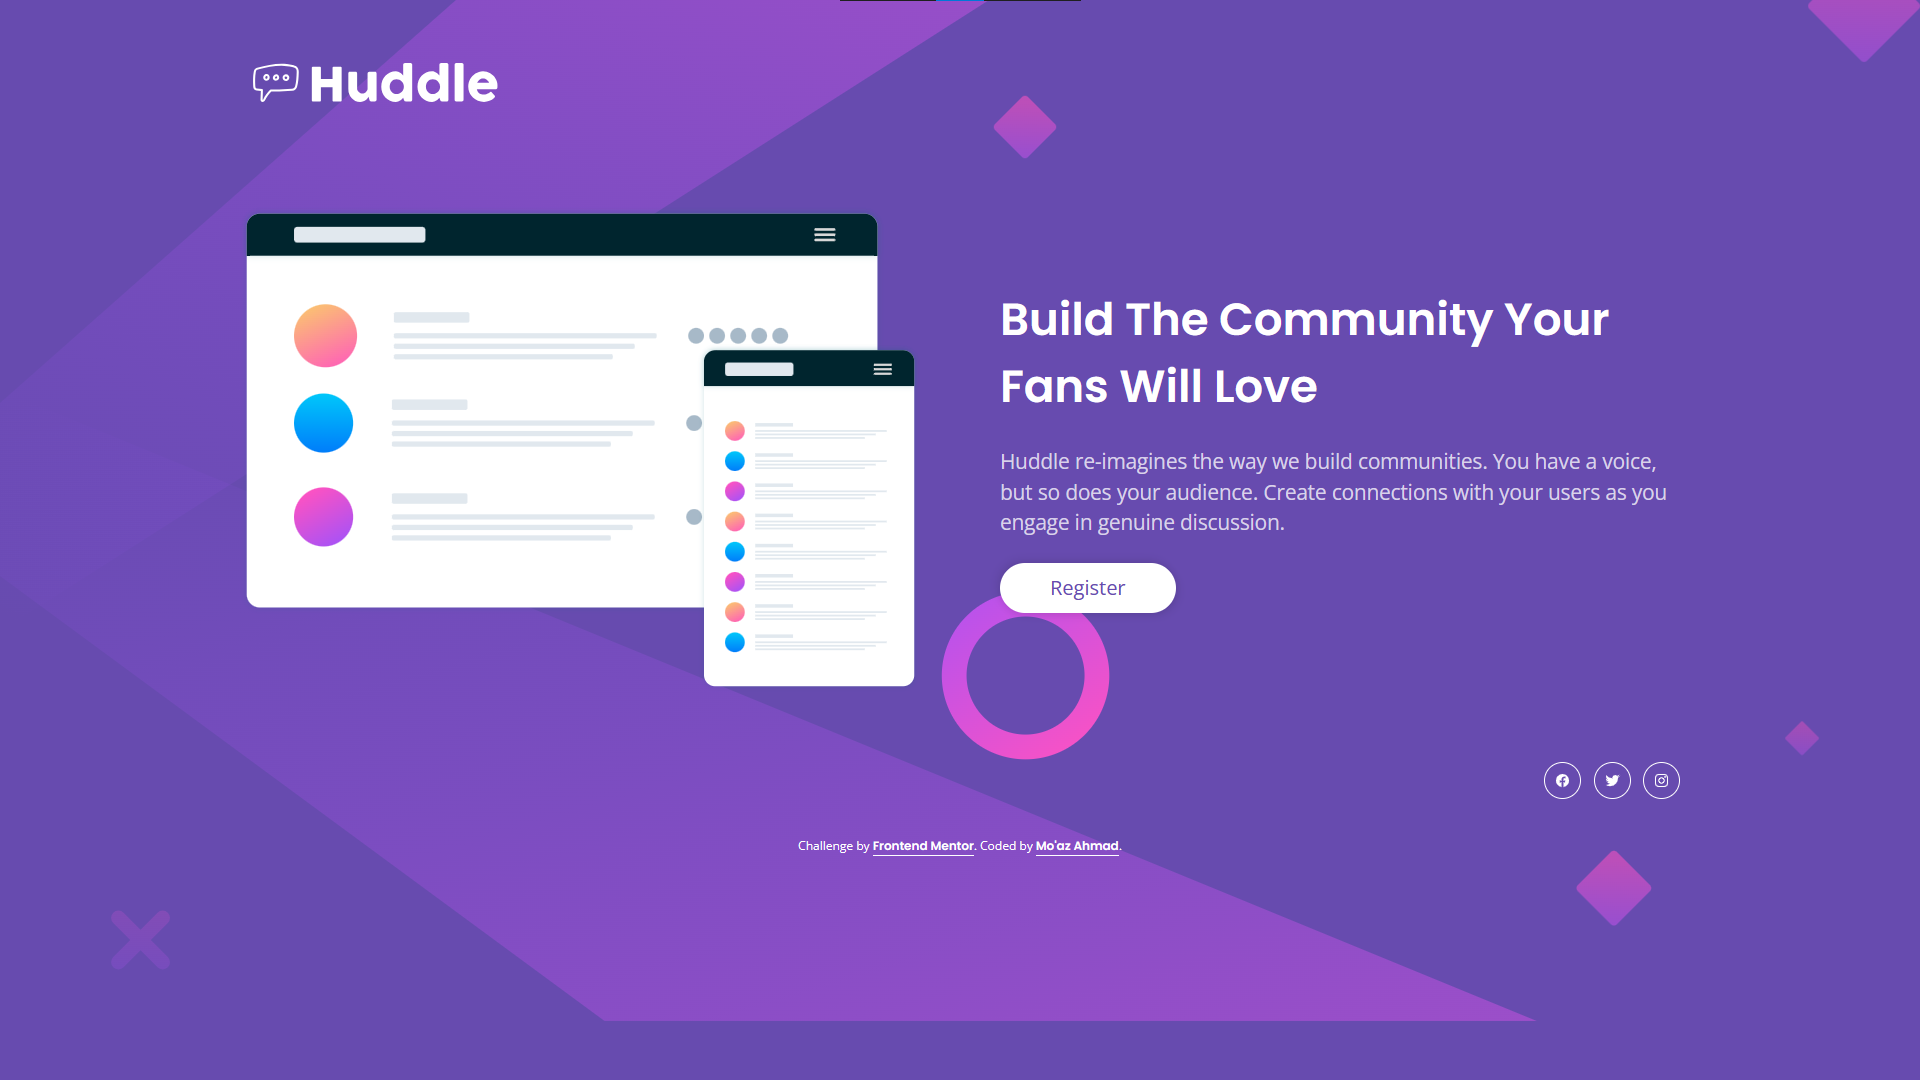 Huddle
Build The Community Your
Fans Will Love
Huddle re-imagines the way we build communities. You have a voice,
but so does your audience. Create connections with your users as you
engage in genuine discussion.
Register
Challenge by Frontend Mentor. Coded by Mo'az Ahmad.